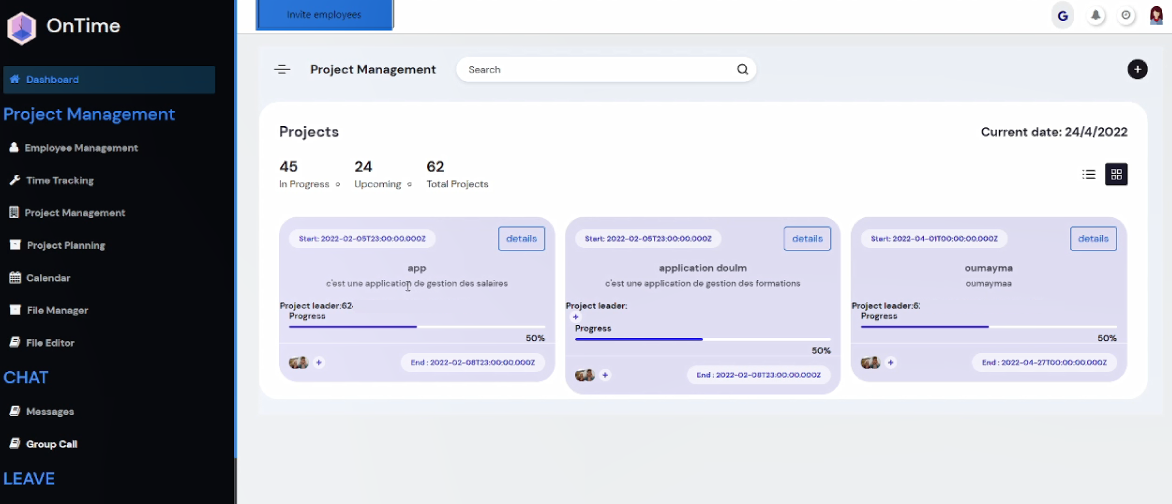 OnTime
Dashboard
Project Management
Employee Management
Time Tracking
Project Management
Project Planning
Calendar
File Manager
File Editor
CHAT
Messages
Group Call
LEAVE
Invite employees
G
Project Management
Search
+
Projects
Current date: 24/4/2022
45
In Progress
24
Upcoming
62
Total Projects
Start: 2022-02-05T23:00:00.000Z
details
app
c'est une application de gestion des salaires
Project leader:62
Progress
50%
+
End : 2022-02-08T23:00:00.000Z
Start: 2022-02-05T23:00:00.000Z
details
application doulm
c'est une application de gestion des formations
Project leader:
+
Progress
50%
+
End : 2022-02-09T23:00:00.000Z
Start: 2022-04-01T00:00:00.000Z
details
oumayma
oumaymaa
Project leader:6
Progress
50%
+
End : 2022-04-27T00:00:00.000Z